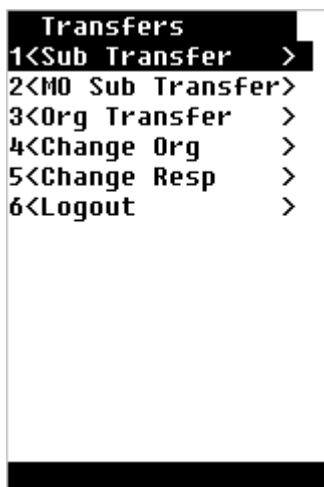 Transfers
1<Sub Transfer >
2<MO Sub Transfer>
3<Org Transfer >
4<Change Org >
5<Change Resp >
6<Logout >